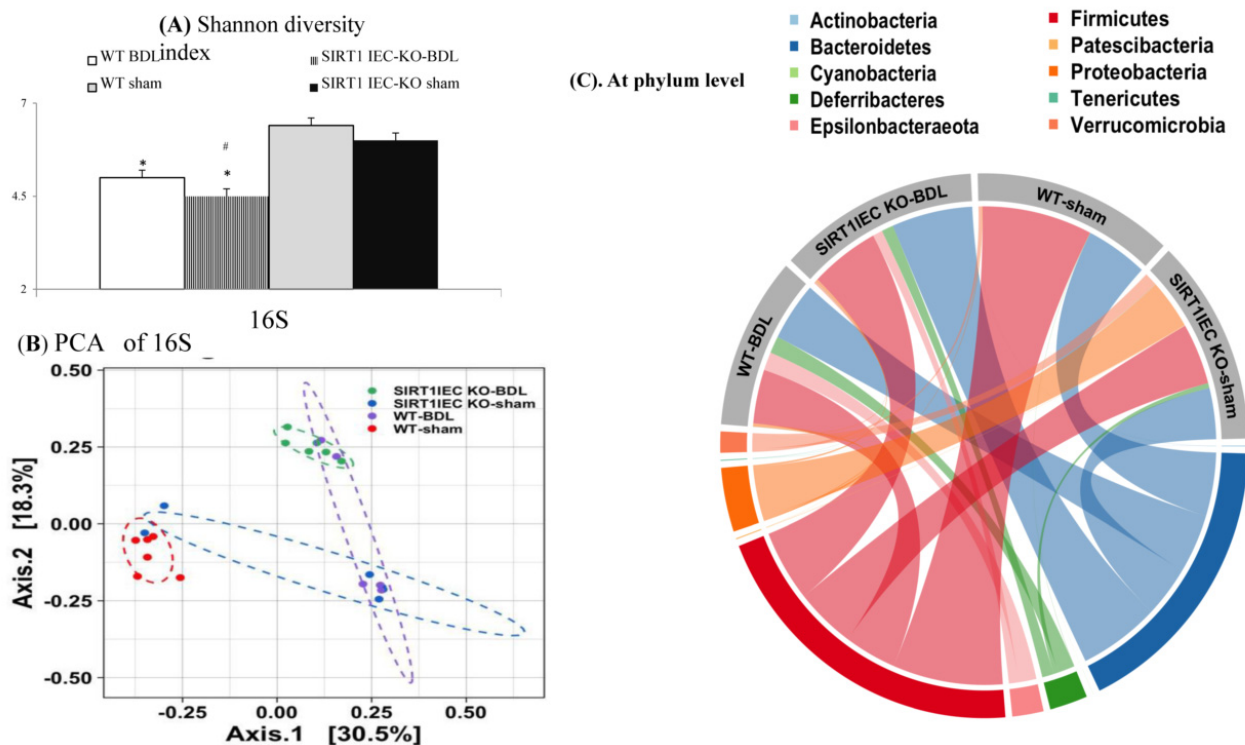 (A) Shannon diversity
index
WT BDL
SIRT1 IEC-KO-BDL
WT sham
SIRT1 IEC-KO sham
7
4.5
2
*
#
*
16S
(B) PCA of 16S
0.50
0.25
0.00
-0.25
-0.50
Axis.2 [18.3%]
SIRT1IEC KO-BDL
SIRT1IEC KO-sham
WT-BDL
WT-sham
-0.25
0.00
0.25
0.50
Axis.1 [30.5%]
(C). At phylum level
Actinobacteria
Bacteroidetes
Cyanobacteria
Deferribacteres
Epsilonbacteraeota
Firmicutes
Patescibacteria
Proteobacteria
Tenericutes
Verrucomicrobia
WT-BDL
SIRT1IEC KO-BDL
WT-sham
SIRT1IEC KO-sham